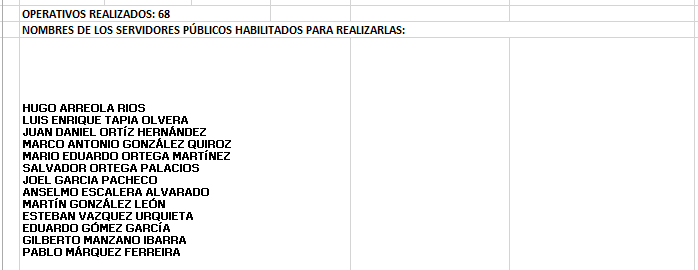 OPERATIVOS REALIZADOS: 68
NOMBRES DE LOS SERVIDORES PÚBLICOS HABILITADOS PARA REALIZARLAS:
HUGO ARREOLA RIOS
LUIS ENRIQUE TAPIA OLVERA
JUAN DANIEL ORTÍZ HERNÁNDEZ
MARCO ANTONIO GONZÁLEZ QUIROZ
MARIO EDUARDO ORTEGA MARTÍNEZ
SALVADOR ORTEGA PALACIOS
JOEL GARCIA PACHECO
ANSELMO ESCALERA ALVARADO
MARTÍN GONZÁLEZ LEÓN
ESTEBAN VAZQUEZ URQUIETA
EDUARDO GÓMEZ GARCÍA
GILBERTO MANZANO IBARRA
PABLO MÁRQUEZ FERREIRA